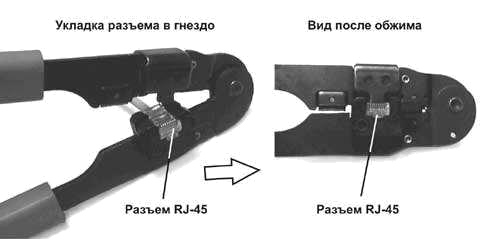 Укладка разъема в гнездо
Вид после обжима
Разъем RJ-45
Разъем RJ-45